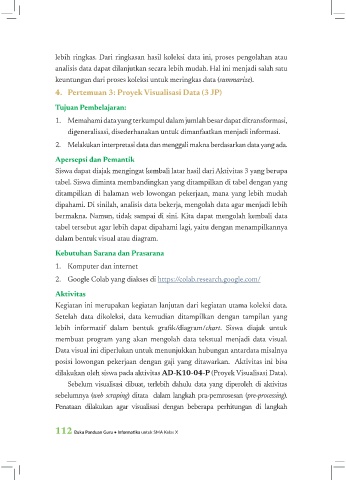 lebih ringkas. Dari ringkasan hasil koleksi data ini, proses pengolahan atau
analisis data dapat dilanjutkan secara lebih mudah. Hal ini menjadi salah satu
keuntungan dari proses koleksi untuk meringkas data (summarize).
4. Pertemuan 3: Proyek Visualisasi Data (3 JP)
Tujuan Pembelajaran:
1. Memahami data yang terkumpul dalam jumlah besar dapat ditransformasi,
digeneralisasi, disederhanakan untuk dimanfaatkan menjadi informasi.
2. Melakukan interpretasi data dan menggali makna berdasarkan data yang ada.
Apersepsi dan Pemantik
Siswa dapat diajak mengingat kembali latar hasil dari Aktivitas 3 yang berupa
tabel. Siswa diminta membandingkan yang ditampilkan di tabel dengan yang
ditampilkan di halaman web lowongan pekerjaan, mana yang lebih mudah
dipahami. Di sinilah, analisis data bekerja, mengolah data agar menjadi lebih
bermakna. Namun, tidak sampai di sini. Kita dapat mengolah kembali data
tabel tersebut agar lebih dapat dipahami lagi, yaitu dengan menampilkannya
dalam bentuk visual atau diagram.
Kebutuhan Sarana dan Prasarana
1. Komputer dan internet
2. Google Colab yang diakses di https://colab.research.google.com/
Aktivitas
Kegiatan ini merupakan kegiatan lanjutan dari kegiatan utama koleksi data.
Setelah data dikoleksi, data kemudian ditampilkan dengan tampilan yang
lebih informatif dalam bentuk grafik/diagram/chart. Siswa diajak untuk
membuat program yang akan mengolah data tekstual menjadi data visual.
Data visual ini diperlukan untuk menunjukkan hubungan antardata misalnya
posisi lowongan pekerjaan dengan gaji yang ditawarkan. Aktivitas ini bisa
dilakukan oleh siswa pada aktivitas AD-K10-04-P (Proyek Visualisasi Data).
Sebelum visualisasi dibuat, terlebih dahulu data yang diperoleh di aktivitas
sebelumnya (web scraping) ditata dalam langkah pra-pemrosesan (pre-processing).
Penataan dilakukan agar visualisasi dengan beberapa perhitungan di langkah
112 Buku Panduan Guru • Informatika untuk SMA Kelas X